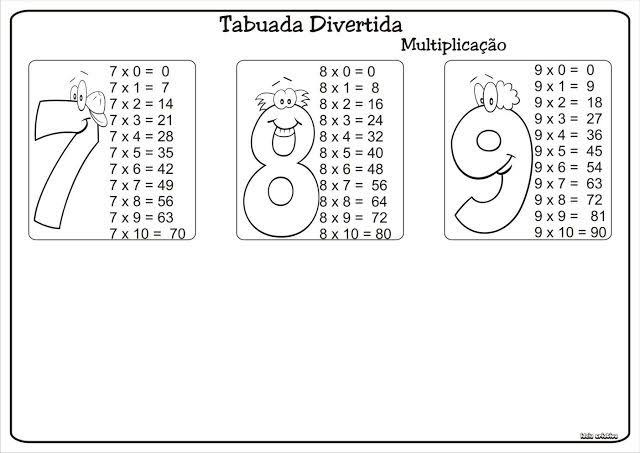 Tabuada Divertida
Multiplicação
7 x 0 = 0
7 x 1 = 7
7 x 2 = 14
7 x 3 = 21
7 x 4 = 28
7 x 5 = 35
7 x 6 = 42
7 x 7 = 49
7 x 8 = 56
7 x 9 = 63
7 x 10 = 70
7
8 x 0 = 0
8 x 1 = 8
8 x 2 = 16
8 x 3 = 24
8 x 4 = 32
8 x 5 = 40
8 x 6 = 48
8 x 7 = 56
8 x 8 = 64
8 x 9 = 72
8 x 10 = 80
8
9 x 0 = 0
9 x 1 = 9
9 x 2 = 18
9 x 3 = 27
9 x 4 = 36
9 x 5 = 45
9 x 6 = 54
9 x 7 = 63
9 x 8 = 72
9 x 9 = 81
9 x 10 = 90
9